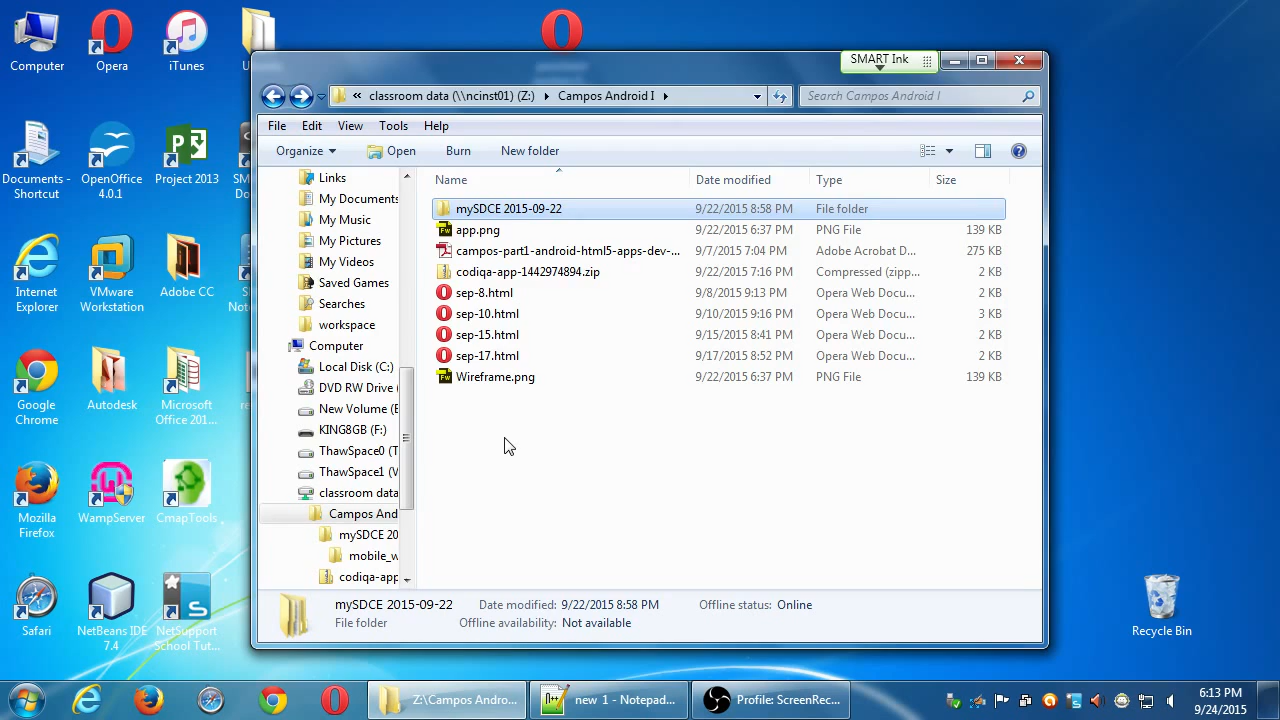 Computer
Opera
iTunes
Documents -
Shortcut
OpenOffice
4.0.1
Project 2013
Internet
Explorer
VMware
Workstation
Adobe CC
Google
Chrome
Autodesk
Microsoft
Office 201...
Mozilla
Firefox
WampServer
CmapTools
Safari
NetBeans IDE
7.4
NetSupport
School Tut...
SMART Ink
« classroom data (\\ncinst01) (Z:) Campos Android I
Search Campos Android I
File Edit View Tools Help
Organize Open Burn New folder
Links
My Documents
My Music
My Pictures
My Videos
Saved Games
Searches
workspace
Computer
Local Disk (C:)
DVD RW Drive (
New Volume (E
KING8GB (F:)
ThawSpace0 (T
ThawSpace1 (V
classroom data
Campos And
mySDCE 20
mobile_w
codiqa-app
Name Date modified Type Size
mySDCE 2015-09-22 9/22/2015 8:58 PM File folder
app.png 9/22/2015 6:37 PM PNG File 139 KB
campos-part1-android-html5-apps-dev-... 9/7/2015 7:04 PM Adobe Acrobat D... 275 KB
codiqa-app-1442974894.zip 9/22/2015 7:16 PM Compressed (zipp... 2 KB
sep-8.html 9/8/2015 9:13 PM Opera Web Docu... 2 KB
sep-10.html 9/10/2015 9:16 PM Opera Web Docu... 3 KB
sep-15.html 9/15/2015 8:41 PM Opera Web Docu... 2 KB
sep-17.html 9/17/2015 8:52 PM Opera Web Docu... 2 KB
Wireframe.png 9/22/2015 6:37 PM PNG File 139 KB
mySDCE 2015-09-22 Date modified: 9/22/2015 8:58 PM Offline status: Online
File folder Offline availability: Not available
Recycle Bin
Z:\Campos Andro...
new 1 - Notepad...
Profile: ScreenRec...
6:13 PM
9/24/2015